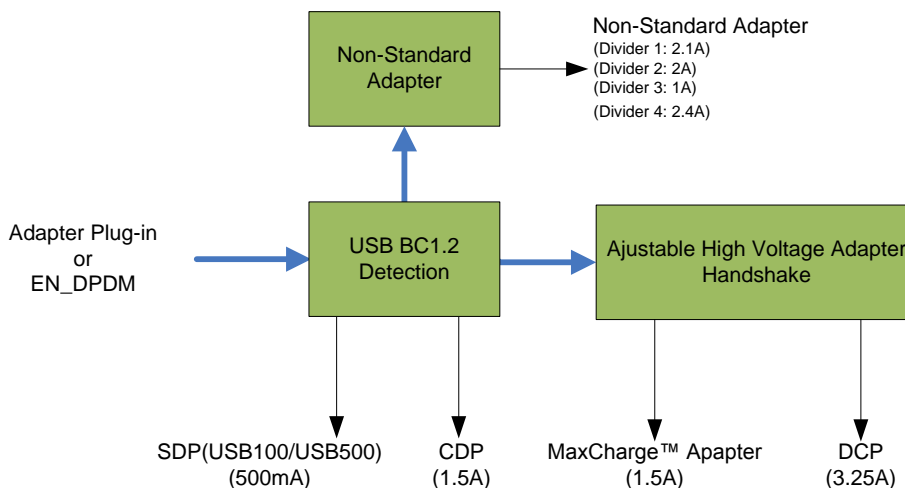 Non-Standard
Adapter
Non-Standard Adapter
(Divider 1: 2.1A)
(Divider 2: 2A)
(Divider 3: 1A)
(Divider 4: 2.4A)
Adapter Plug-in
or
EN_DPDM
USB BC1.2
Detection
Ajustable High Voltage Adapter
Handshake
SDP(USB100/USB500)
(500mA)
CDP
(1.5A)
MaxCharge™ Apapter
(1.5A)
DCP
(3.25A)